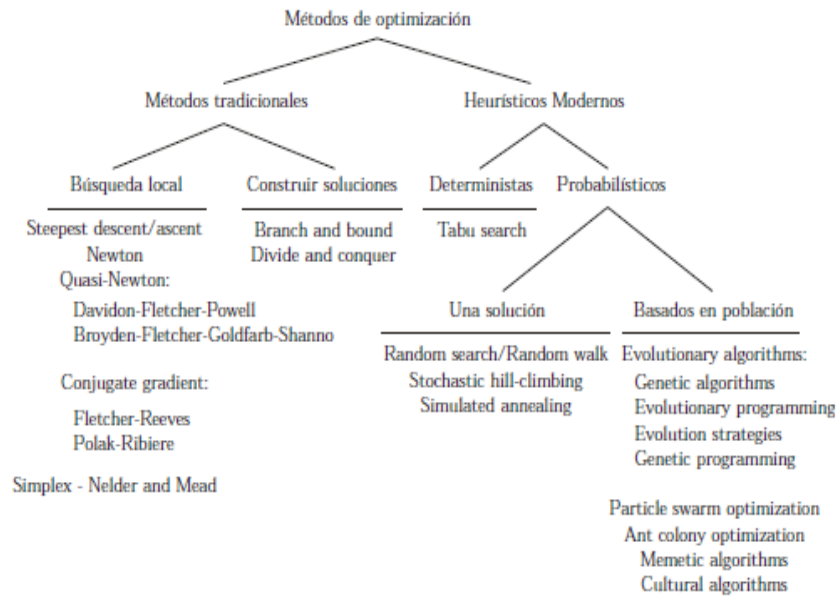 Métodos de optimización
Métodos tradicionales
Heurísticos Modernos
Búsqueda local
Construir soluciones
Deterministas
Probabilísticos
Steepest descent/ascent
Newton
Quasi-Newton:
Davidon-Fletcher-Powell
Broyden-Fletcher-Goldfarb-Shanno
Conjugate gradient:
Fletcher-Reeves
Polak-Ribiere
Simplex - Nelder and Mead
Branch and bound
Divide and conquer
Tabu search
Una solución
Basados en población
Random search/Random walk
Stochastic hill-climbing
Simulated annealing
Evolutionary algorithms:
Genetic algorithms
Evolutionary programming
Evolution strategies
Genetic programming
Particle swarm optimization
Ant colony optimization
Memetic algorithms
Cultural algorithms